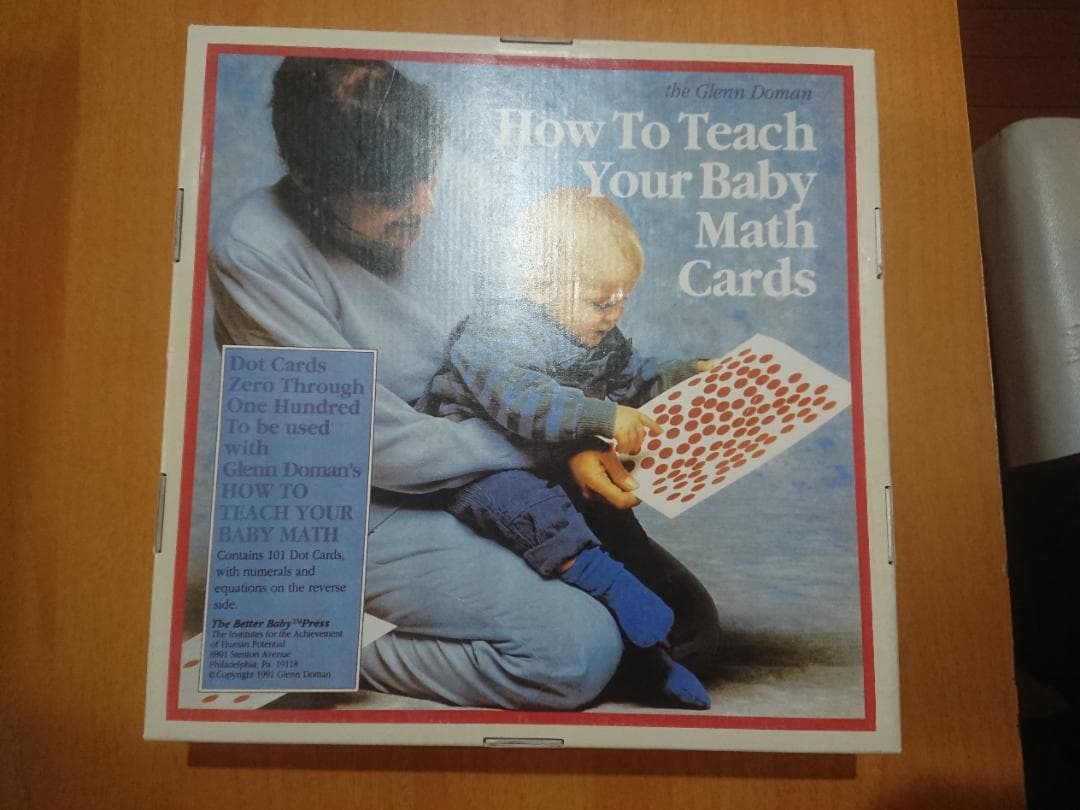 the Glenn Doman
How To Teach
Your Baby
Math
Cards
Dot Cards
Zero Through
One Hundred
To be used
with
Glenn Doman's
HOW TO
TEACH YOUR
BABY MATH
Contains 101 Dot Cards,
with numerals and
equations on the reverse
side.
The Better Baby™Press
The Institutes for the Achievement
of Human Potential
8801 Stenton Avenue
Philadelphia, Pa. 19118
©Copyright 1991 Glenn Doman